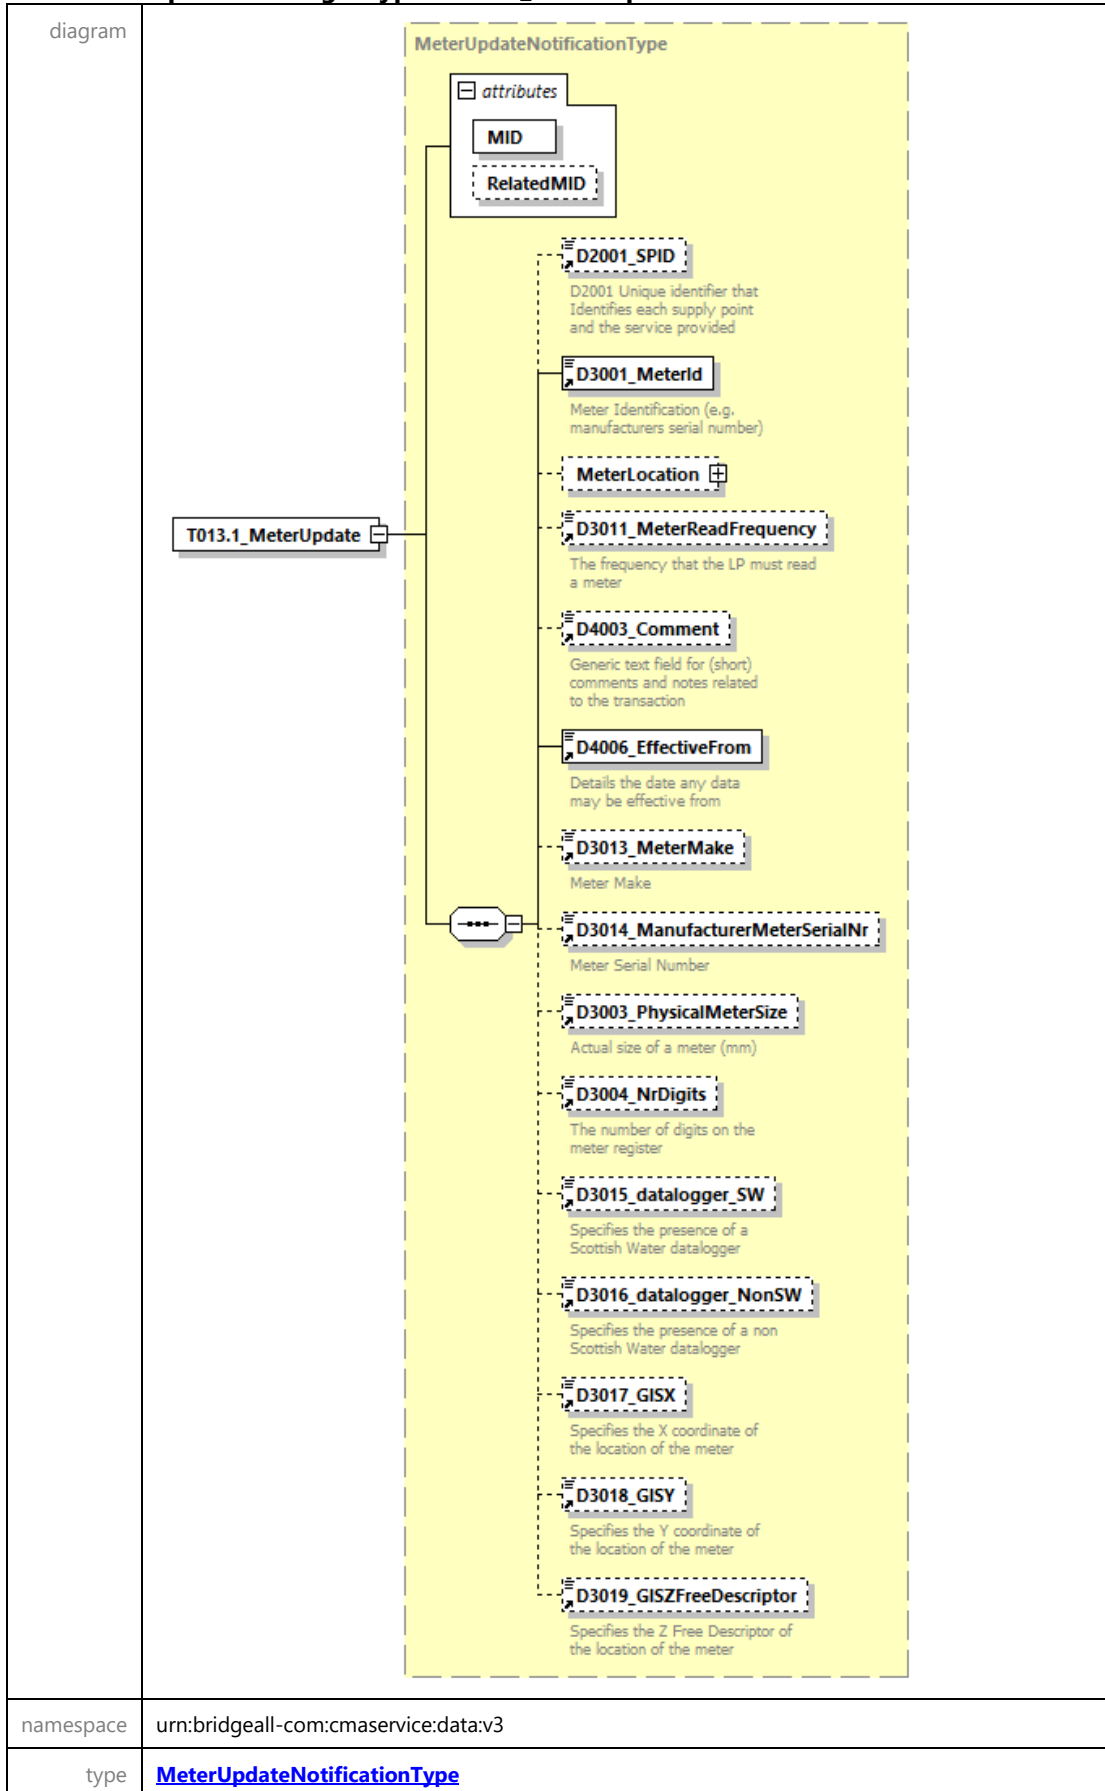 diagram
MeterUpdateNotificationType
attributes
MID
RelatedMID
D2001_SPID
D2001 Unique identifier that
Identifies each supply point
and the service provided
D3001_MeterId
Meter Identification (e.g.
manufacturers serial number)
MeterLocation
T013.1_MeterUpdate
D3011_MeterReadFrequency
The frequency that the LP must read
a meter
D4003_Comment
Generic text field for (short)
comments and notes related
to the transaction
D4006_EffectiveFrom
Details the date any data
may be effective from
D3013_MeterMake
Meter Make
D3014_ManufacturerMeterSerialNr
Meter Serial Number
D3003_PhysicalMeterSize
Actual size of a meter (mm)
D3004_NrDigits
The number of digits on the
meter register
D3015_datalogger_SW
Specifies the presence of a
Scottish Water datalogger
D3016_datalogger_NonSW
Specifies the presence of a non
Scottish Water datalogger
D3017_GISX
Specifies the X coordinate of
the location of the meter
D3018_GISY
Specifies the Y coordinate of
the location of the meter
D3019_GISZFreeDescriptor
Specifies the Z Free Descriptor of
the location of the meter
namespace urn:bridgeall-com:cmaservice:data:v3
type MeterUpdateNotificationType